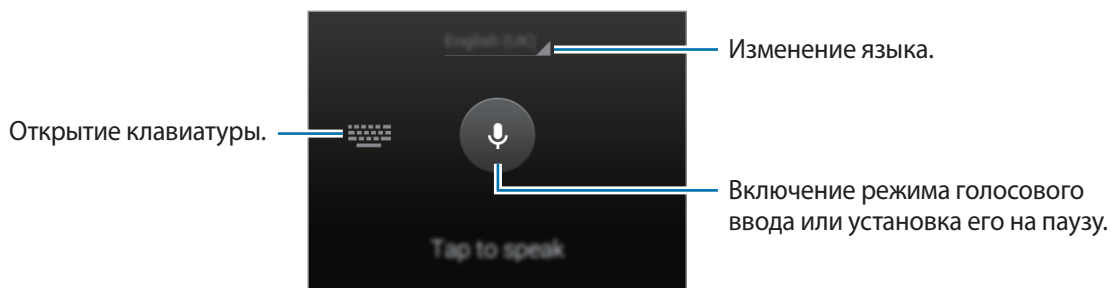 English (UK)
Изменение языка.
Открытие клавиатуры.
Включение режима голосового
ввода или установка его на паузу.
Tap to speak